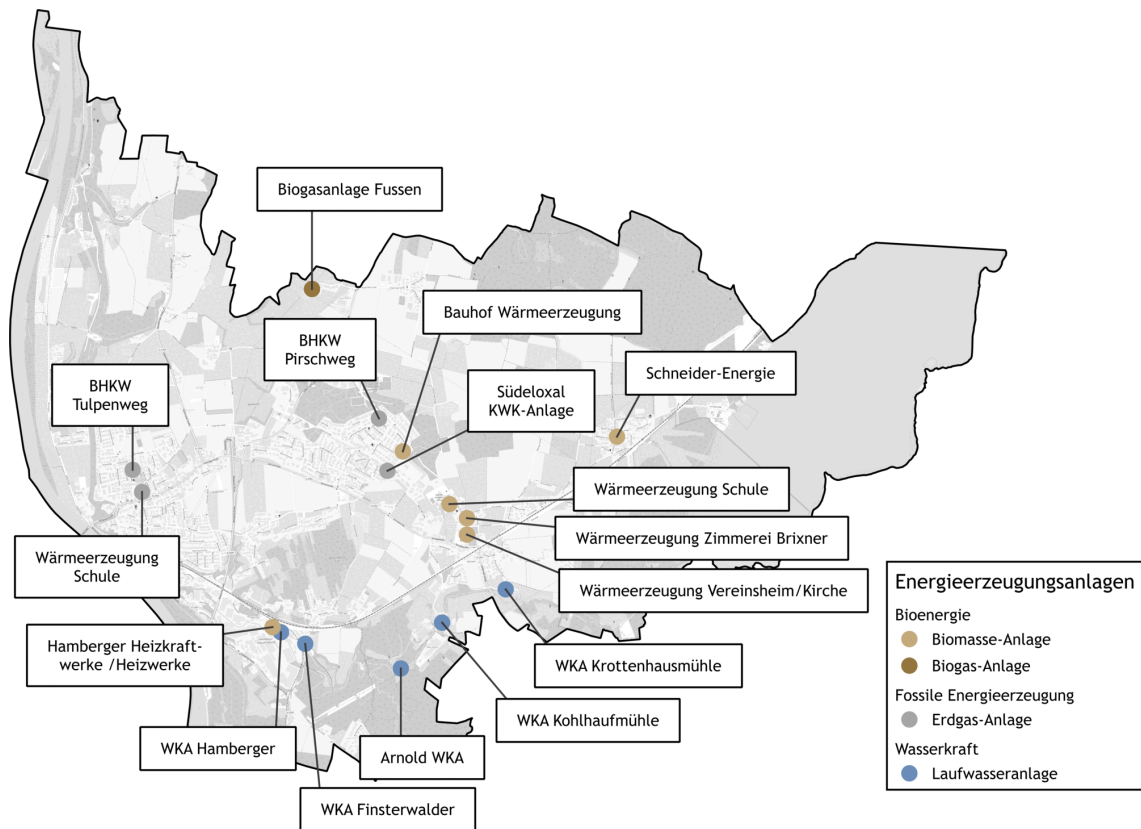 Biogasanlage Fussen
Bauhof Wärmeerzeugung
BHKW
Pirschweg
BHKW
Tulpenweg
Südeloxal
KWK-Anlage
Schneider-Energie
Wärmeerzeugung Schule
Wärmeerzeugung Zimmerei Brixner
Wärmeerzeugung
Schule
Wärmeerzeugung Vereinsheim/Kirche
Hamberger Heizkraft-
werke /Heizwerke
WKA Krottenhausmühle
WKA Kohlhaufmühle
WKA Hamberger
Arnold WKA
WKA Finsterwalder
Energieerzeugungsanlagen
Bioenergie
Biomasse-Anlage
Biogas-Anlage
Fossile Energieerzeugung
Erdgas-Anlage
Wasserkraft
Laufwasseranlage